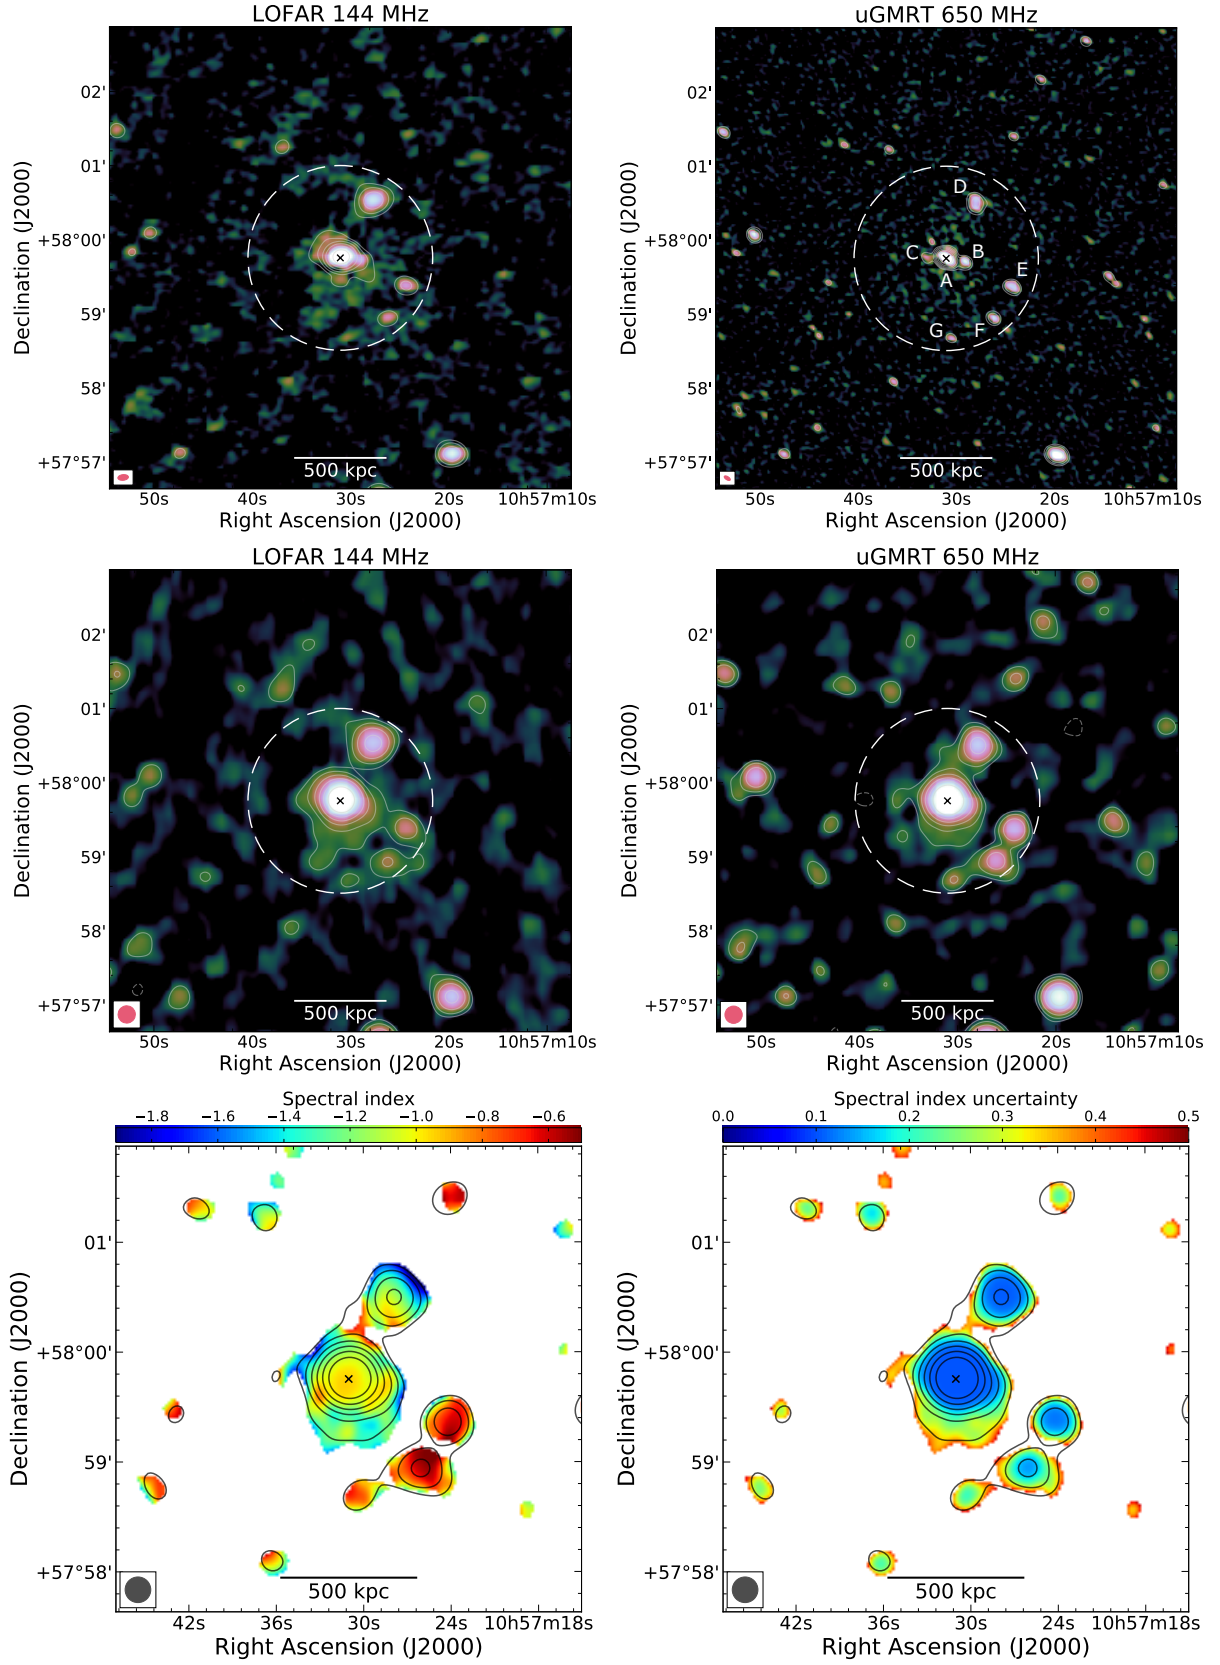 LOFAR 144 MHz
Declination (J2000)
02'
01'
+58°00'
59'
58'
+57°57'
500 kpc
50s 40s 30s 20s 10h57m10s
Right Ascension (J2000)
uGMRT 650 MHz
Declination (J2000)
02'
01'
+58°00'
59'
58'
+57°57'
D
C
B
A
E
G
F
500 kpc
50s 40s 30s 20s 10h57m10s
Right Ascension (J2000)
LOFAR 144 MHz
Declination (J2000)
02'
01'
+58°00'
59'
58'
+57°57'
500 kpc
50s 40s 30s 20s 10h57m10s
Right Ascension (J2000)
uGMRT 650 MHz
Declination (J2000)
02'
01'
+58°00'
59'
58'
+57°57'
500 kpc
50s 40s 30s 20s 10h57m10s
Right Ascension (J2000)
Spectral index
−1.8 −1.6 −1.4 −1.2 −1.0 −0.8 −0.6
Declination (J2000)
01'
+58°00'
59'
+57°58'
500 kpc
42s 36s 30s 24s 10h57m18s
Right Ascension (J2000)
Spectral index uncertainty
0.0 0.1 0.2 0.3 0.4 0.5
Declination (J2000)
01'
+58°00'
59'
+57°58'
500 kpc
42s 36s 30s 24s 10h57m18s
Right Ascension (J2000)